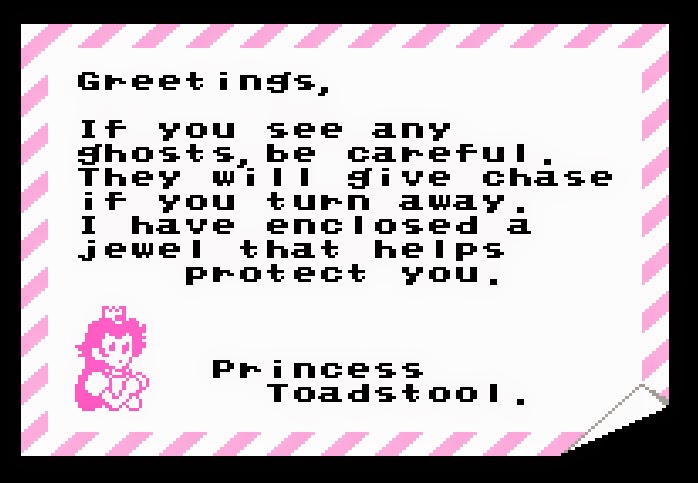 Greetings,
If you see any
ghosts, be careful.
They will give chase
if you turn away.
I have enclosed a
jewel that helps
protect you.
Princess
Toadstool.